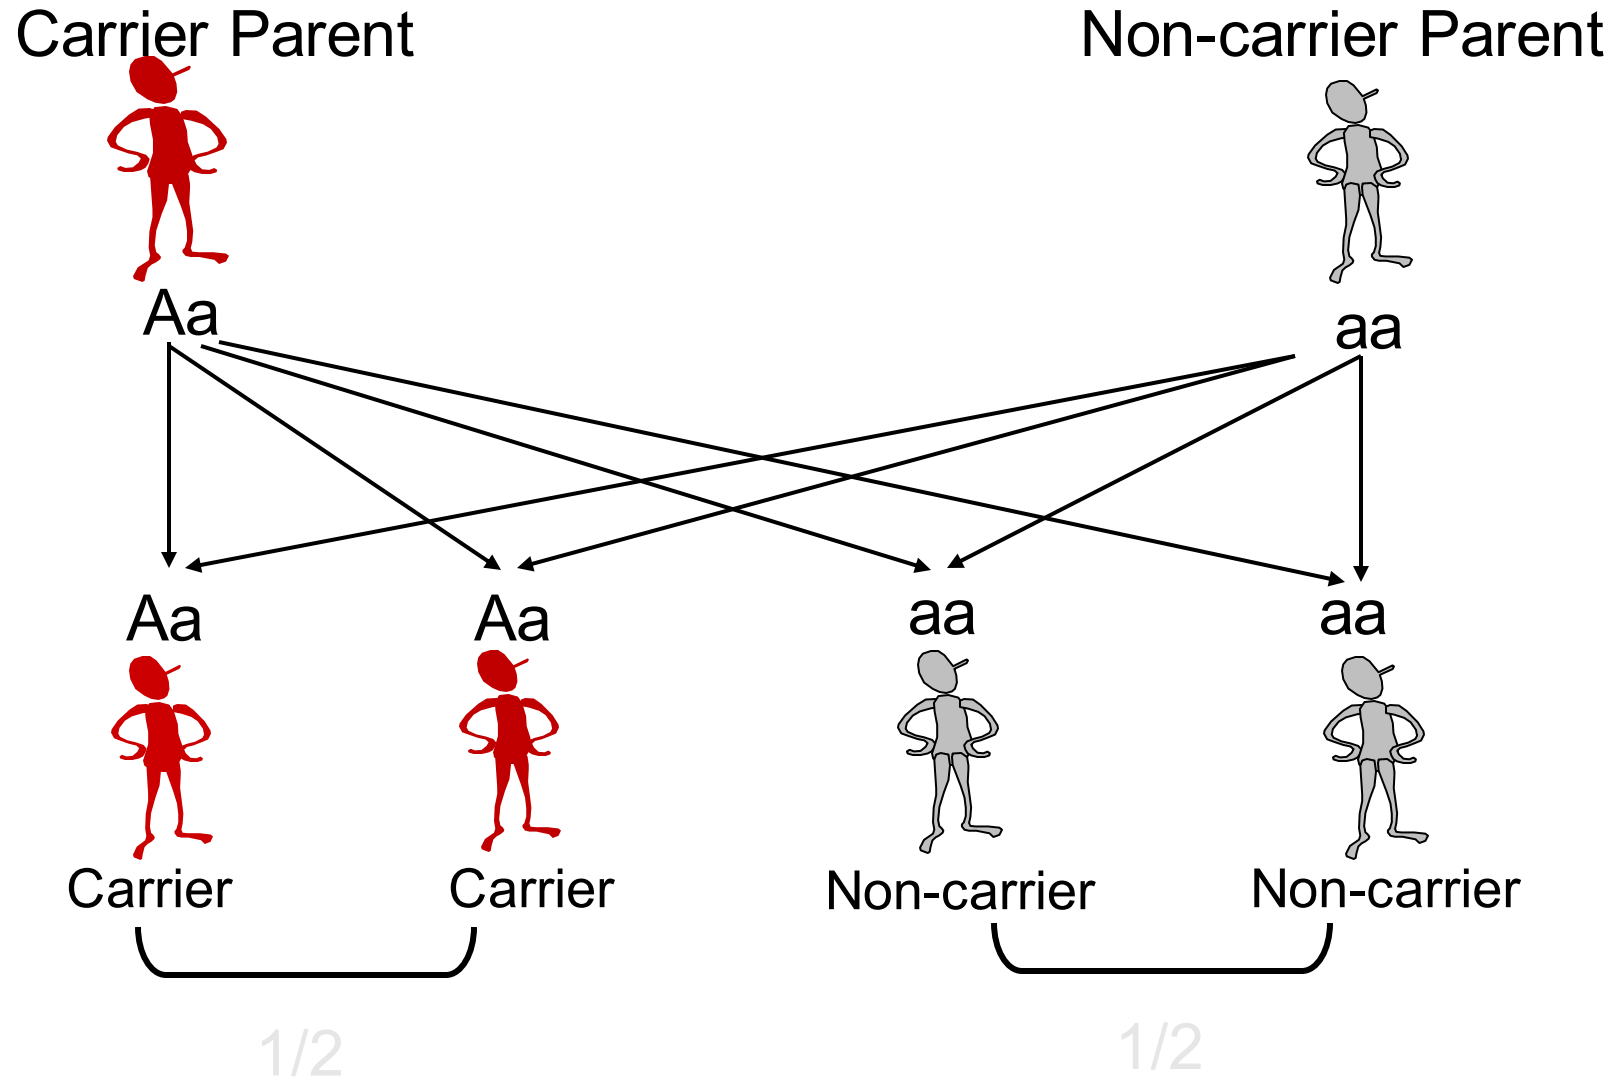 Carrier Parent
Non-carrier Parent
Aa
aa
Aa
Aa
aa
aa
Carrier
Carrier
Non-carrier
Non-carrier
1/2
1/2